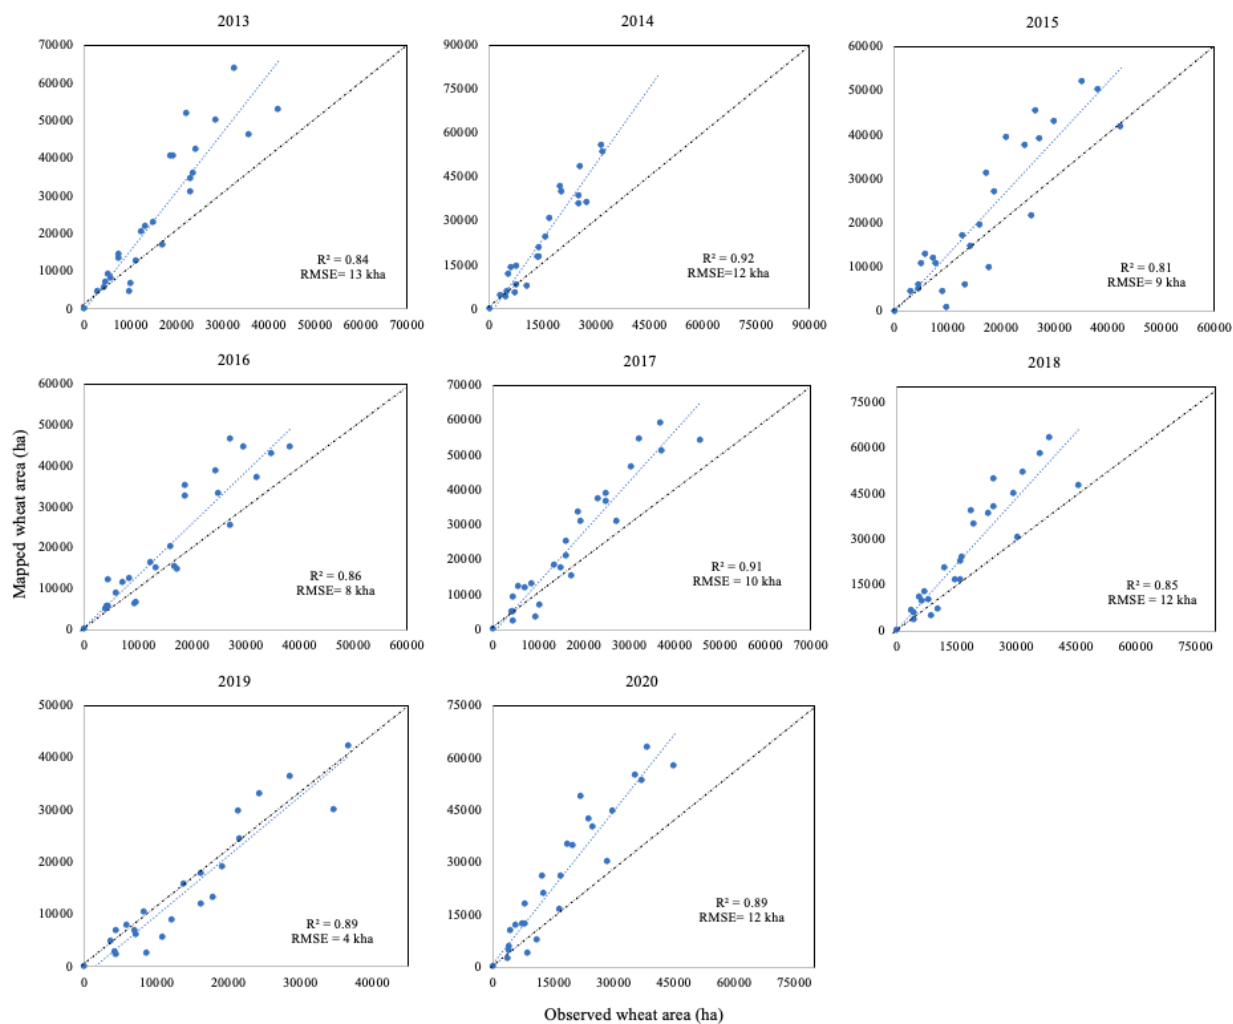 2013
70000
60000
50000
40000
30000
20000
10000
0
0 10000 20000 30000 40000 50000 60000 70000
R² = 0.84
RMSE= 13 kha
2014
90000
75000
60000
45000
30000
15000
0
0 15000 30000 45000 60000 75000 90000
R² = 0.92
RMSE=12 kha
2015
60000
50000
40000
30000
20000
10000
0
0 10000 20000 30000 40000 50000 60000
R² = 0.81
RMSE= 9 kha
Mapped wheat area (ha)
2016
60000
50000
40000
30000
20000
10000
0
0 10000 20000 30000 40000 50000 60000
R² = 0.86
RMSE= 8 kha
2017
70000
60000
50000
40000
30000
20000
10000
0
0 10000 20000 30000 40000 50000 60000 70000
R² = 0.91
RMSE = 10 kha
2018
75000
60000
45000
30000
15000
0
0 15000 30000 45000 60000 75000
R² = 0.85
RMSE = 12 kha
2019
50000
40000
30000
20000
10000
0
0 10000 20000 30000 40000
R² = 0.89
RMSE = 4 kha
2020
75000
60000
45000
30000
15000
0
0 15000 30000 45000 60000 75000
R² = 0.89
RMSE= 12 kha
Observed wheat area (ha)